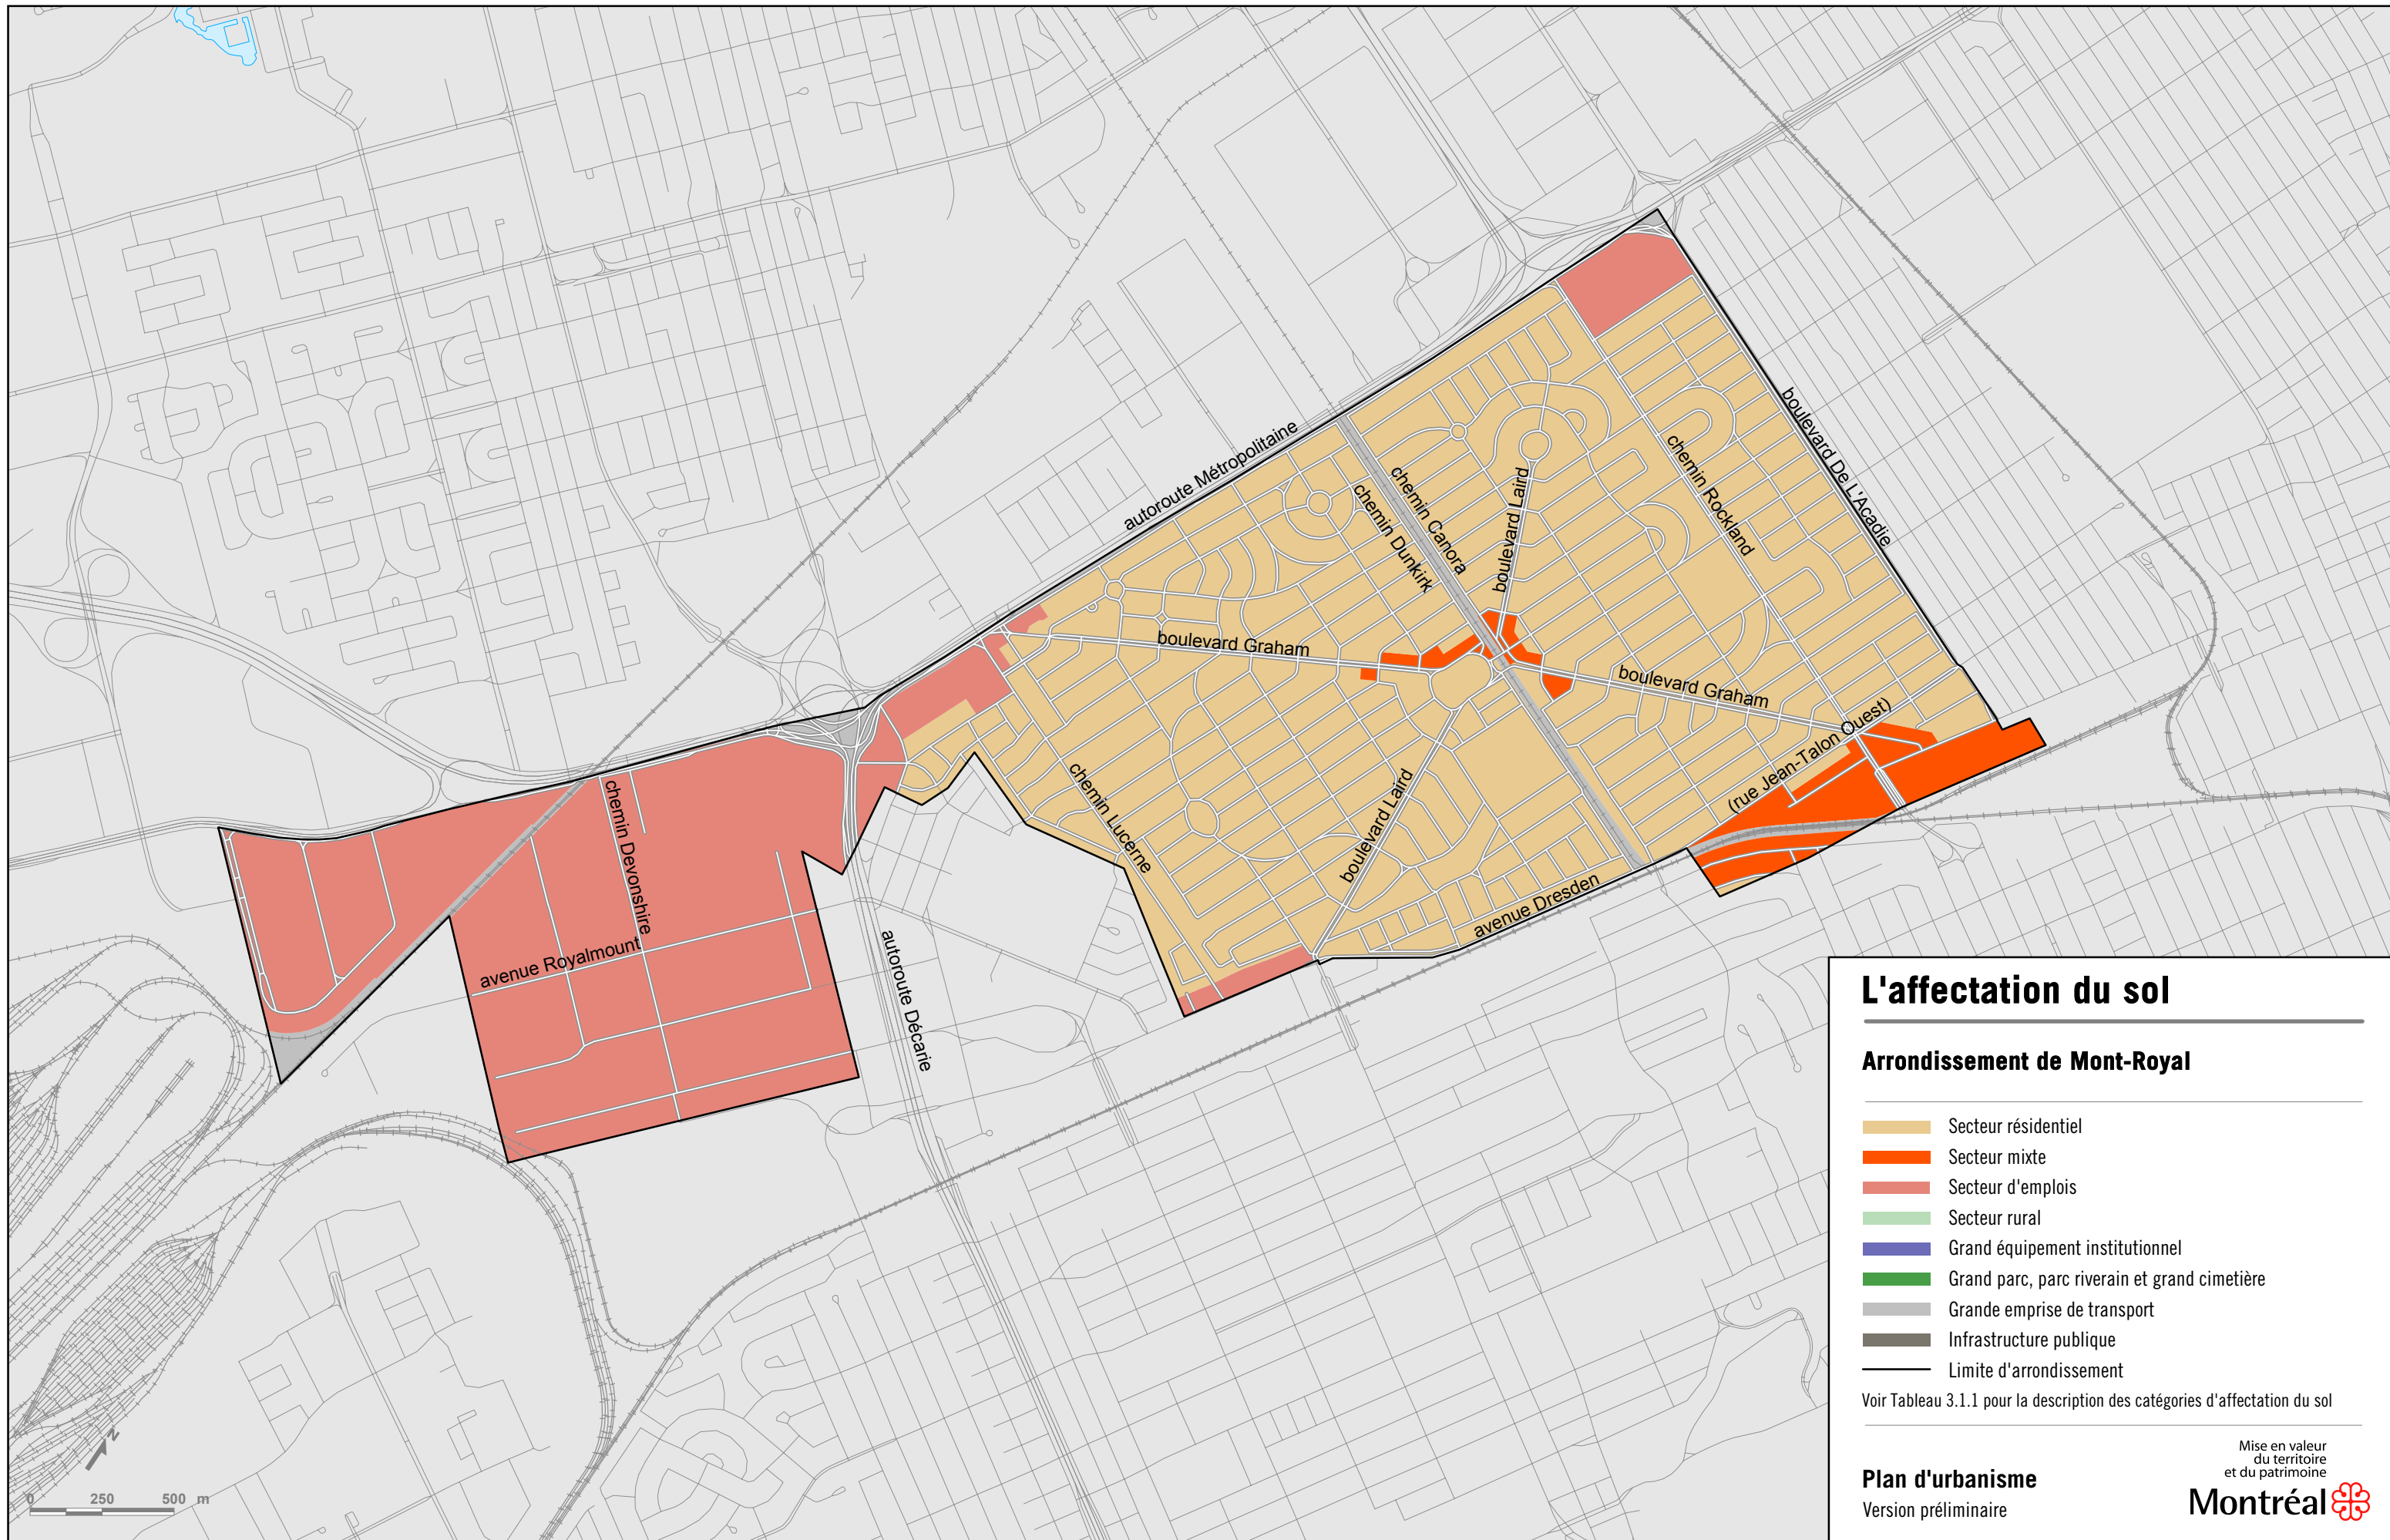 autoroute Métropolitaine
boulevard De L'Acadie
chemin Rockland
chemin Canora
chemin Dunkirk
boulevard Laird
boulevard Graham
boulevard Graham
(rue Jean-Talon Ouest)
chemin Lucerne
boulevard Laird
avenue Dresden
chemin Devonshire
avenue Royalmount
autoroute Décarie
L'affectation du sol
Arrondissement de Mont-Royal
Secteur résidentiel
Secteur mixte
Secteur d'emplois
Secteur rural
Grand équipement institutionnel
Grand parc, parc riverain et grand cimetière
Grande emprise de transport
Infrastructure publique
Limite d'arrondissement
Voir Tableau 3.1.1 pour la description des catégories d'affectation du sol
Mise en valeur
du territoire
et du patrimoine
Plan d'urbanisme
Version préliminaire
Montréal
N
0 250 500 m